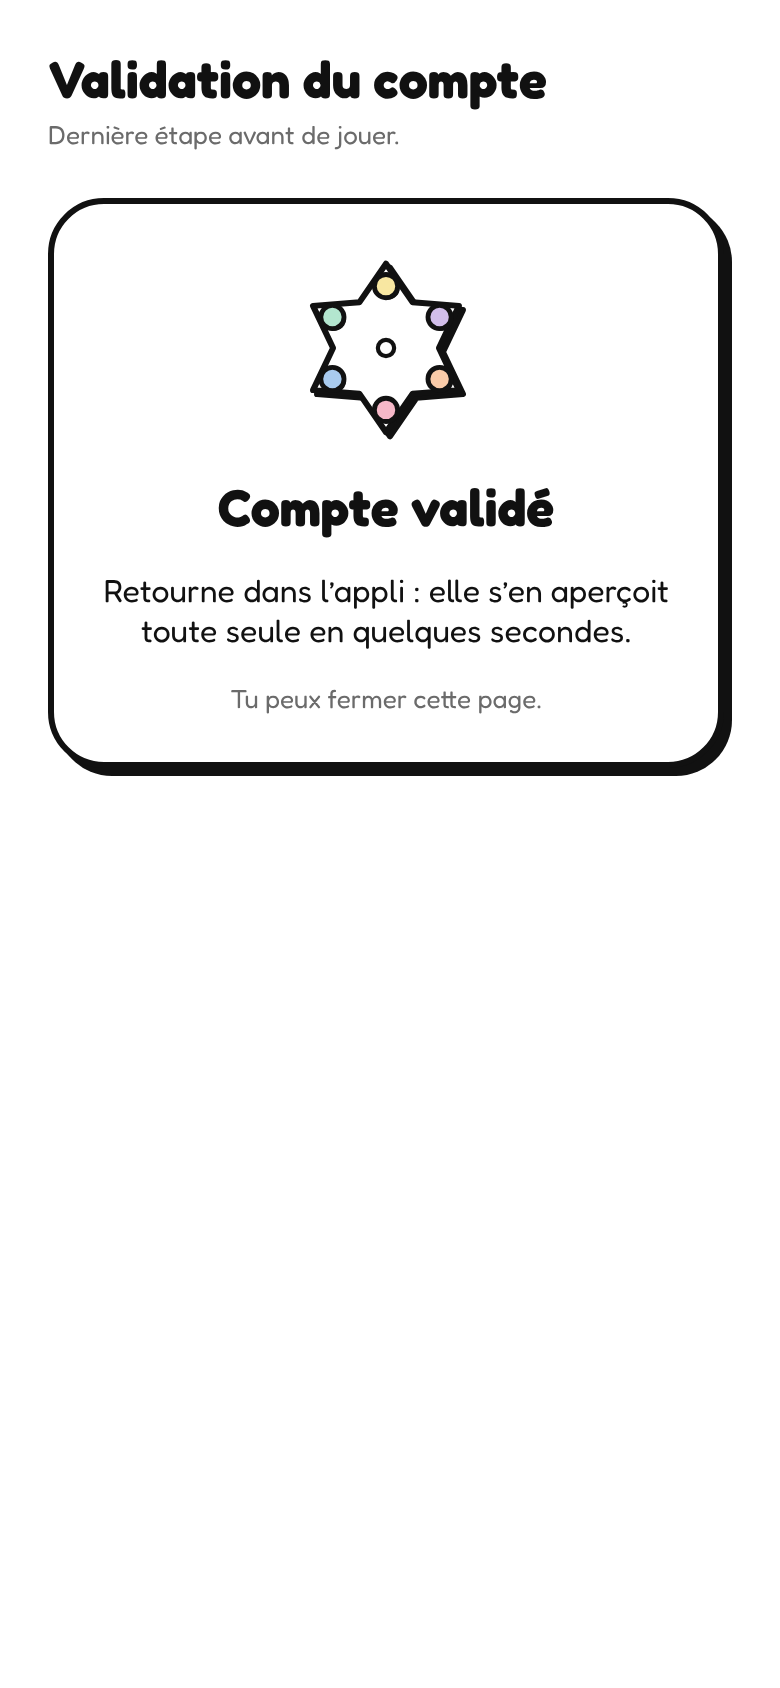 Validation du compte
Dernière étape avant de jouer.
Compte validé
Retourne dans l’appli : elle s’en aperçoit
toute seule en quelques secondes.
Tu peux fermer cette page.